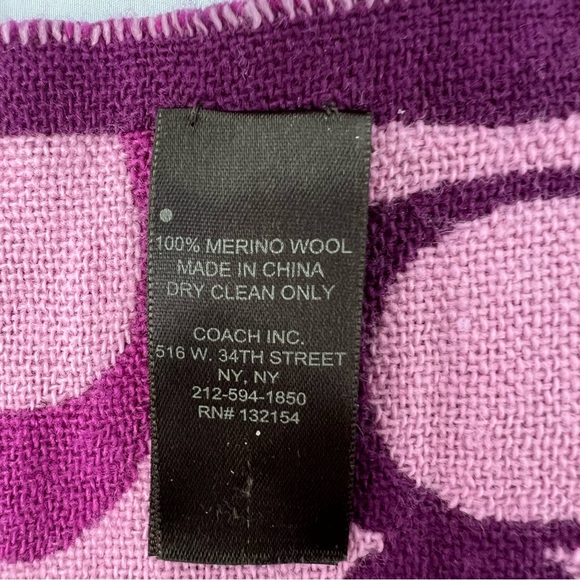 100% MERINO WOOL
MADE IN CHINA
DRY CLEAN ONLY
COACH INC.
516 W. 34TH STREET
NY, NY
212-594-1850
RN# 132154